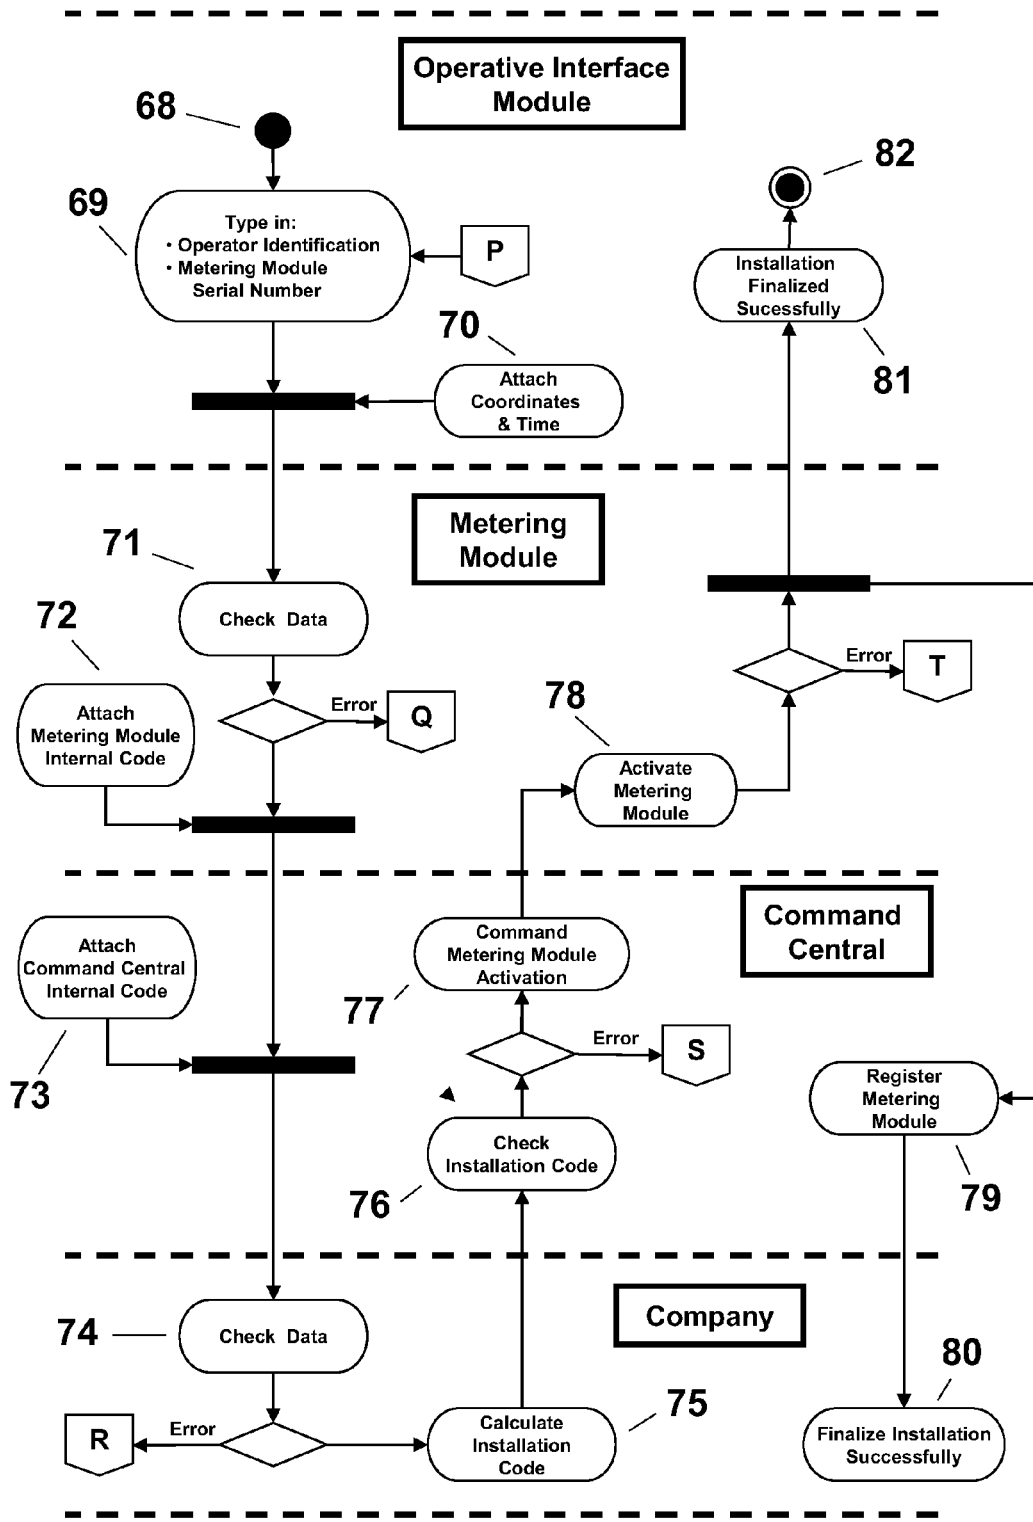 Operative Interface
Module
68
82
69
Type in:
• Operator Identification
• Metering Module
Serial Number
P
Installation
Finalized
Sucessfully
70
81
Attach
Coordinates
& Time
Metering
Module
71
Check Data
72
Error
T
Attach
Metering Module
Internal Code
Error
Q
78
Activate
Metering
Module
Command
Central
Attach
Command Central
Internal Code
Command
Metering Module
Activation
77
73
Error
S
Register
Metering
Module
Check
Installation Code
76
79
Company
74
Check Data
80
75
R
Error
Calculate
Installation
Code
Finalize Installation
Successfully